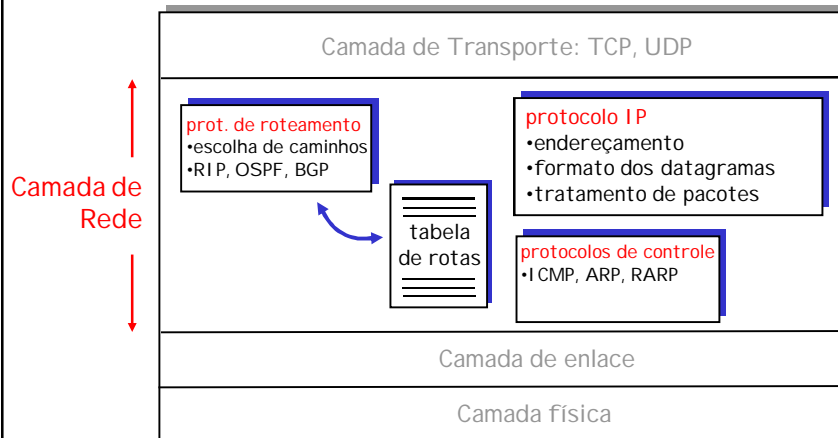 Camada de Transporte: TCP, UDP
Camada de
Rede
prot. de roteamento
•escolha de caminhos
•RIP, OSPF, BGP
tabela
de rotas
protocolo IP
•endereçamento
•formato dos datagramas
•tratamento de pacotes
protocolos de controle
•ICMP, ARP, RARP
Camada de enlace
Camada física